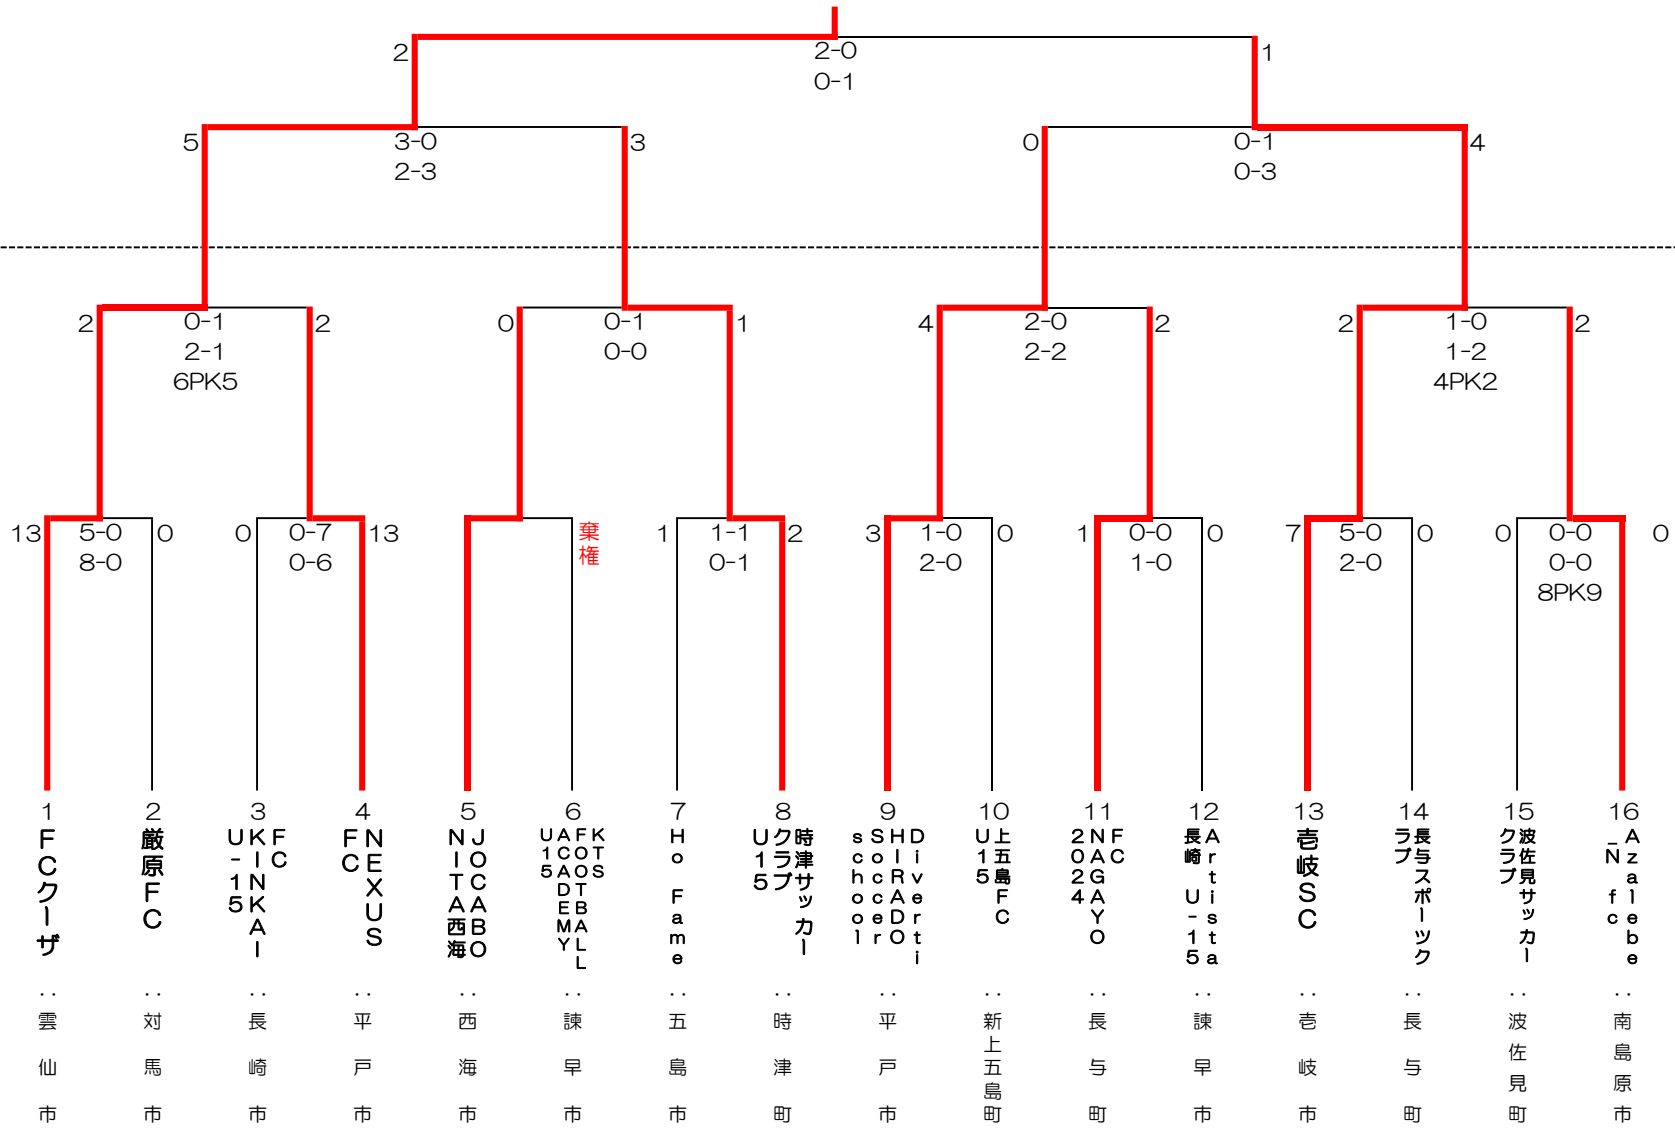 2
2-0
0-1
1
5
3-0
2-3
3
0
0-1
0-3
4
2
0-1
2-1
6PK5
2
0
0-1
0-0
1
4
2-0
2-2
2
2
1-0
1-2
4PK2
2
13
5-0
8-0
0
0
0-7
0-6
13
棄権
1
1-1
0-1
2
3
1-0
2-0
0
1
0-0
1-0
0
7
5-0
2-0
0
0
0-0
0-0
8PK9
0
1
FCクーザ
:雲仙市
2
厳原FC
:対馬市
3
FC
KINKAI
U-15
:長崎市
4
NEXUS
FC
:平戸市
5
JOCABO
NITA西海
:西海市
6
KTS
FOOTBALL
ACADEMY
U15
:諫早市
7
Ho Fame
:五島市
8
時津サッカー
クラブ
U15
:時津町
9
Diverti
HIRADO
Soccer
school
:平戸市
10
上五島FC
U15
:新上五島町
11
FC
NAGAYO
2024
:長与町
12
Artista
長崎 U-15
:諫早市
13
壱岐SC
:壱岐市
14
長与スポーツク
ラブ
:長与町
15
波佐見サッカー
クラブ
:波佐見町
16
Azalebe
_N fc
:南島原市